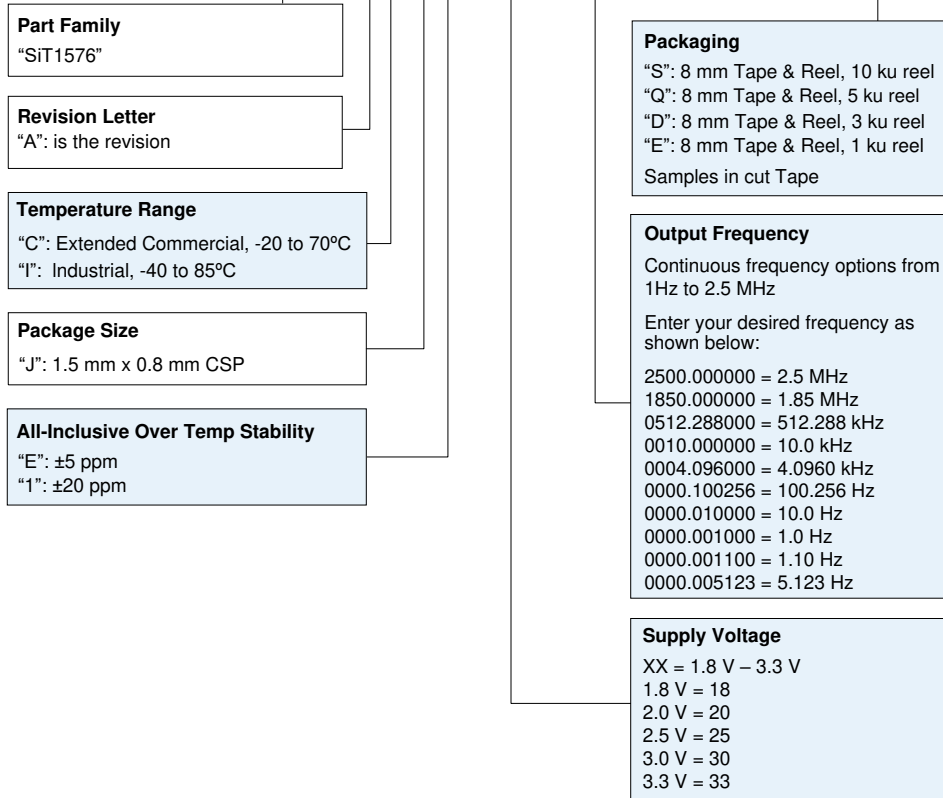 Part Family
“SiT1576”
Revision Letter
“A”: is the revision
Temperature Range
“C”: Extended Commercial, -20 to 70ºC
“I”: Industrial, -40 to 85ºC
Package Size
“J”: 1.5 mm x 0.8 mm CSP
All-Inclusive Over Temp Stability
“E”: ±5 ppm
“1”: ±20 ppm
Packaging
“S”: 8 mm Tape & Reel, 10 ku reel
“Q”: 8 mm Tape & Reel, 5 ku reel
“D”: 8 mm Tape & Reel, 3 ku reel
“E”: 8 mm Tape & Reel, 1 ku reel
Samples in cut Tape
Output Frequency
Continuous frequency options from
1Hz to 2.5 MHz
Enter your desired frequency as
shown below:
2500.000000 = 2.5 MHz
1850.000000 = 1.85 MHz
0512.288000 = 512.288 kHz
0010.000000 = 10.0 kHz
0004.096000 = 4.0960 kHz
0000.100256 = 100.256 Hz
0000.010000 = 10.0 Hz
0000.001000 = 1.0 Hz
0000.001100 = 1.10 Hz
0000.005123 = 5.123 Hz
Supply Voltage
XX = 1.8 V – 3.3 V
1.8 V = 18
2.0 V = 20
2.5 V = 25
3.0 V = 30
3.3 V = 33